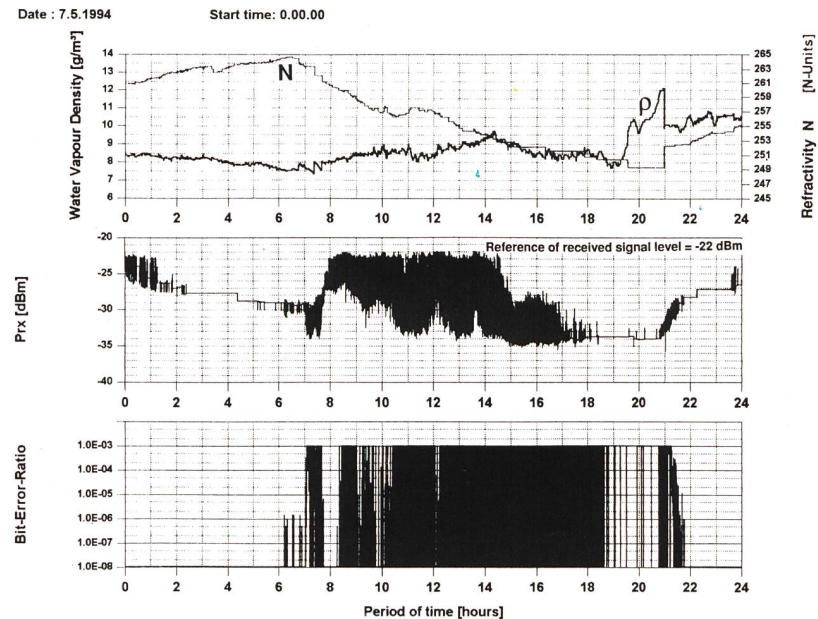 Date : 7.5.1994 Start time: 0.00.00
Water Vapour Density [g/m³]
14
13
12
11
10
9
8
7
6
N
ρ
265
263
261
259
257
255
253
251
249
247
245
Refractivity N [N-Units]
0 2 4 6 8 10 12 14 16 18 20 22 24
Prx [dBm]
-20
-25
-30
-35
-40
Reference of received signal level = -22 dBm
0 2 4 6 8 10 12 14 16 18 20 22 24
Bit-Error-Ratio
1.0E-03
1.0E-04
1.0E-05
1.0E-06
1.0E-07
1.0E-08
0 2 4 6 8 10 12 14 16 18 20 22 24
Period of time [hours]